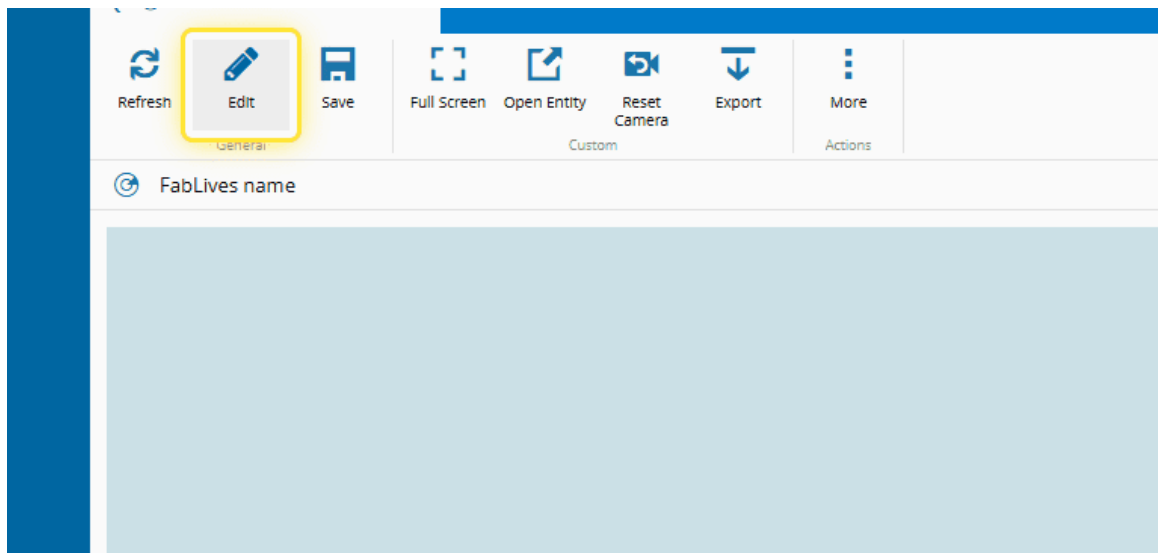 Refresh
Edit
Save
Full Screen
Open Entity
Reset
Camera
Export
More
General
Custom
Actions
FabLives name